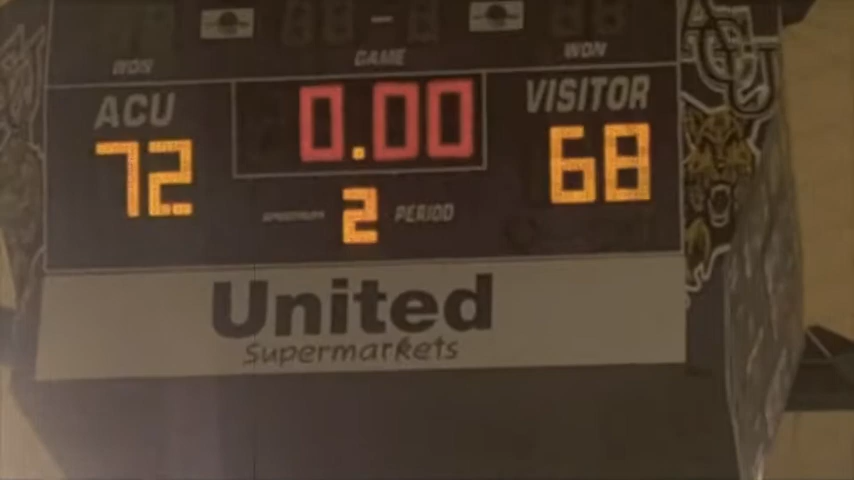 WON GAME WON
ACU 0.00 VISITOR
72 68
2 PERIOD
United
Supermarkets